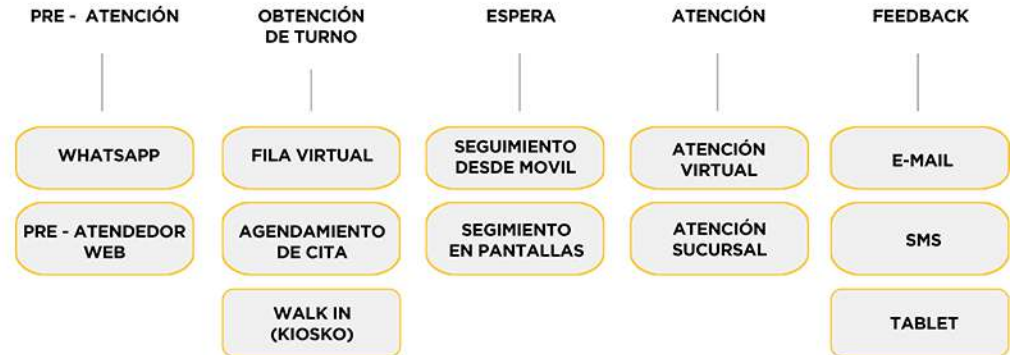 PRE - ATENCIÓN
OBTENCIÓN
DE TURNO
ESPERA
ATENCIÓN
FEEDBACK
WHATSAPP
FILA VIRTUAL
SEGUIMIENTO
DESDE MOVIL
ATENCIÓN
VIRTUAL
E-MAIL
PRE - ATENDEDOR
WEB
AGENDAMIENTO
DE CITA
SEGIMIENTO
EN PANTALLAS
ATENCIÓN
SUCURSAL
SMS
WALK IN
(KIOSKO)
TABLET